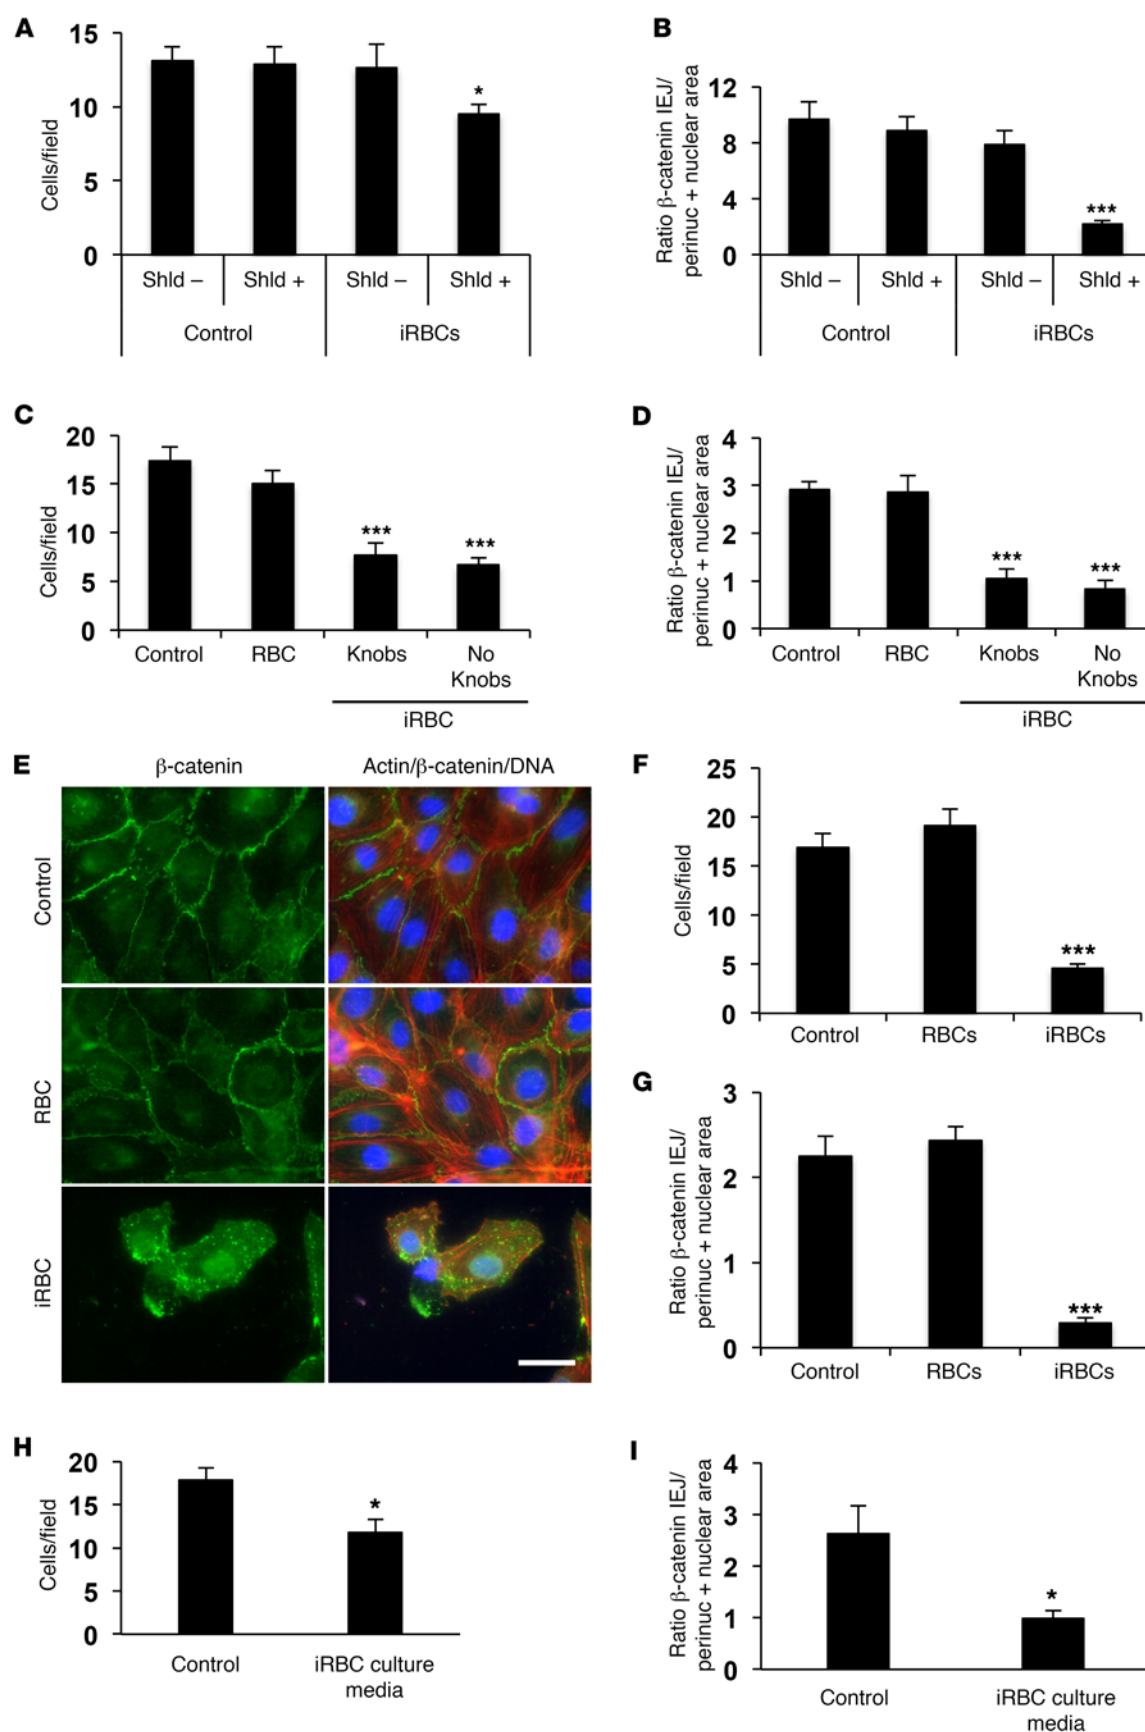 A
Cells/field
15
10
5
0
*
Shld –
Shld +
Shld –
Shld +
Control
iRBCs
B
Ratio β-catenin IEJ/
perinuc + nuclear area
12
8
4
0
***
Shld –
Shld +
Shld –
Shld +
Control
iRBCs
C
Cells/field
20
15
10
5
0
***
***
Control
RBC
Knobs
No
Knobs
iRBC
D
Ratio β-catenin IEJ/
perinuc + nuclear area
4
3
2
1
0
***
***
Control
RBC
Knobs
No
Knobs
iRBC
E
β-catenin
Actin/β-catenin/DNA
Control
RBC
iRBC
F
Cells/field
25
20
15
10
5
0
***
Control
RBCs
iRBCs
G
Ratio β-catenin IEJ/
perinuc + nuclear area
3
2
1
0
***
Control
RBCs
iRBCs
H
Cells/field
20
15
10
5
0
*
Control
iRBC culture
media
I
Ratio β-catenin IEJ/
perinuc + nuclear area
4
3
2
1
0
*
Control
iRBC culture
media